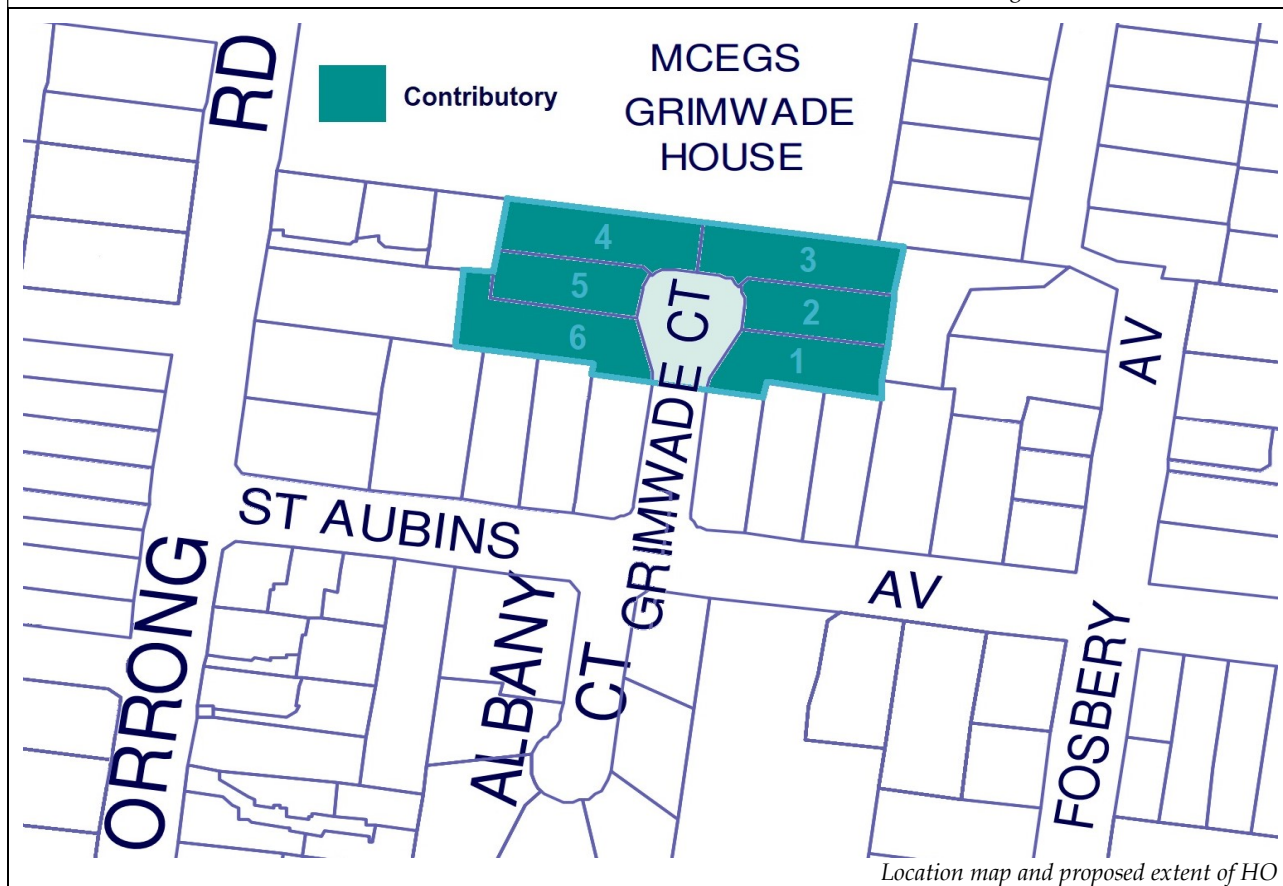 RD
Contributory
MCEGS
GRIMWADE
HOUSE
4
3
5
2
6
1
GRIMWADE CT
AV
ST AUBINS
AV
ORRONG
ALBANY
CT
FOSBERY
Location map and proposed extent of HO